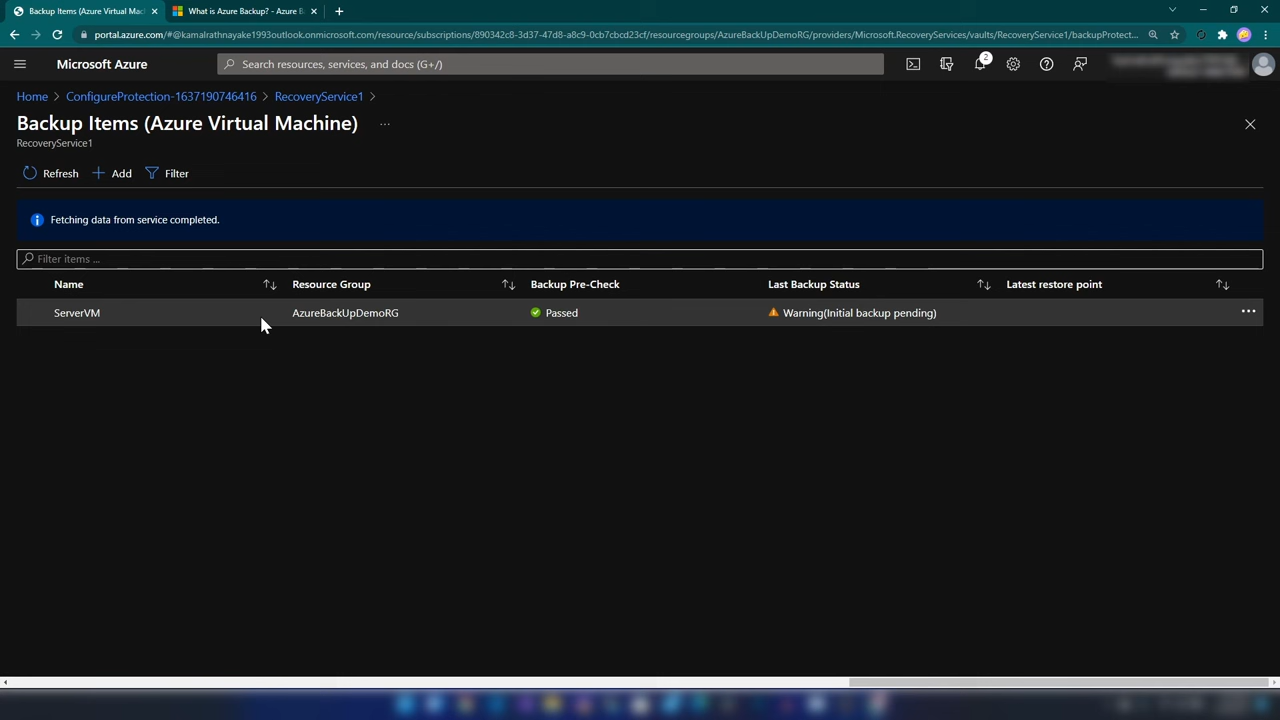 Backup Items (Azure Virtual Mac
What is Azure Backup? - Azure B
portal.azure.com/#@kamalrathnayake1993outlook.onmicrosoft.com/resource/subscriptions/890342c8-3d37-47d8-a8c9-0cb7cbcd23cf/resourcegroups/AzureBackUpDemoRG/providers/Microsoft.RecoveryServices/vaults/RecoveryService1/backupProtect...
Microsoft Azure
Search resources, services, and docs (G+/)
2
Home > ConfigureProtection-1637190746416 > RecoveryService1 >
Backup Items (Azure Virtual Machine) ...
RecoveryService1
Refresh + Add Filter
Fetching data from service completed.
Filter items ...
Name Resource Group Backup Pre-Check Last Backup Status Latest restore point
ServerVM AzureBackUpDemoRG Passed Warning(Initial backup pending) ...